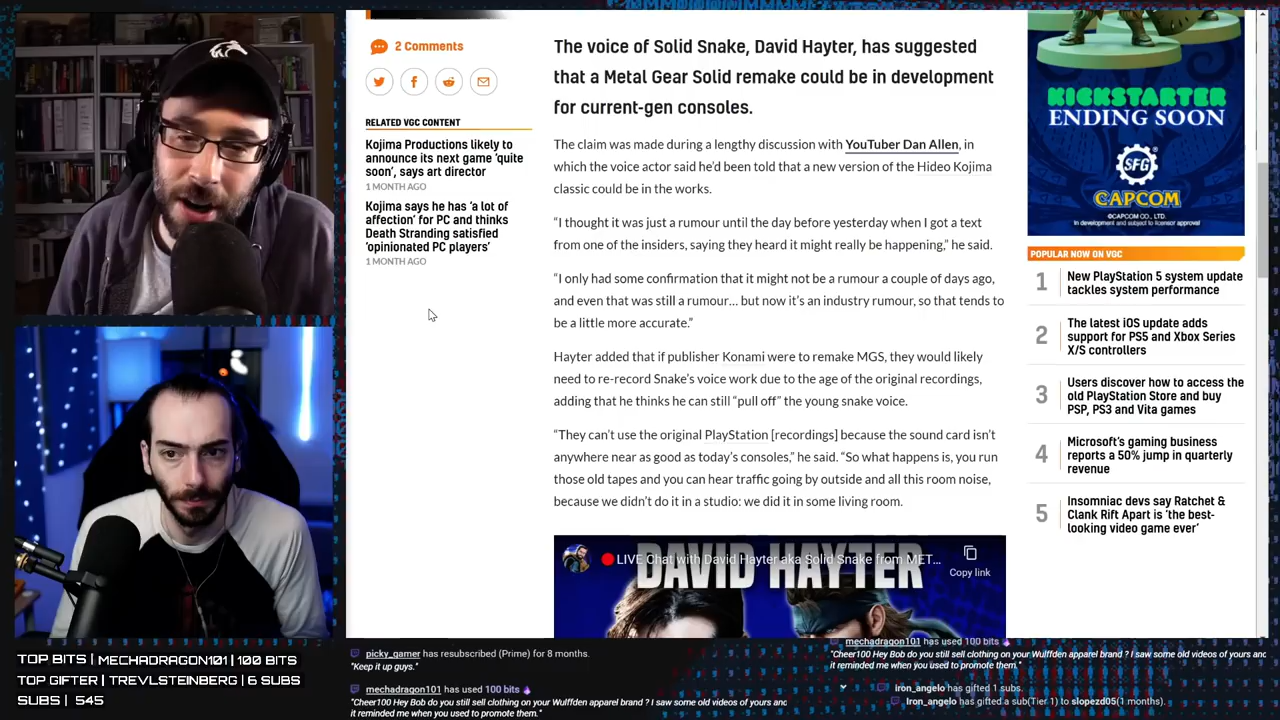 2 Comments
RELATED VGC CONTENT
Kojima Productions likely to
announce its next game 'quite
soon', says art director
1 MONTH AGO
Kojima says he has 'a lot of
affection' for PC and thinks
Death Stranding satisfied
'opinionated PC players'
1 MONTH AGO
The voice of Solid Snake, David Hayter, has suggested
that a Metal Gear Solid remake could be in development
for current-gen consoles.
The claim was made during a lengthy discussion with YouTuber Dan Allen, in
which the voice actor said he'd been told that a new version of the Hideo Kojima
classic could be in the works.
“I thought it was just a rumour until the day before yesterday when I got a text
from one of the insiders, saying they heard it might really be happening,” he said.
“I only had some confirmation that it might not be a rumour a couple of days ago,
and even that was still a rumour… but now it's an industry rumour, so that tends to
be a little more accurate.”
Hayter added that if publisher Konami were to remake MGS, they would likely
need to re-record Snake's voice work due to the age of the original recordings,
adding that he thinks he can still “pull off” the young snake voice.
“They can't use the original PlayStation [recordings] because the sound card isn't
anywhere near as good as today's consoles,” he said. “So what happens is, you run
those old tapes and you can hear traffic going by outside and all this room noise,
because we didn't do it in a studio: we did it in some living room.
LIVE Chat with David Hayter aka Solid Snake from MET...
DAVID HAYTER
Copy link
KICKSTARTER
ENDING SOON
SFG
CAPCOM
©CAPCOM CO., LTD.
In development and subject to licensor approval
POPULAR NOW ON VGC
1 New PlayStation 5 system update
tackles system performance
2 The latest iOS update adds
support for PS5 and Xbox Series
X/S controllers
3 Users discover how to access the
old PlayStation Store and buy
PSP, PS3 and Vita games
4 Microsoft's gaming business
reports a 50% jump in quarterly
revenue
5 Insomniac devs say Ratchet &
Clank Rift Apart is 'the best-
looking video game ever'
TOP BITS | MECHADRAGON101 | 100 BITS
TOP GIFTER | TREVLSTEINBERG | 6 SUBS
SUBS | 545
picky_gamer has resubscribed (Prime) for 8 months.
"Keep it up guys."
mechadragon101 has used 100 bits
"Cheer100 Hey Bob do you still sell clothing on your Wulffden apparel brand ? I saw some old videos of yours and
it reminded me when you used to promote them."
mechadragon101 has used 100 bits
"Cheer100 Hey Bob do you still sell clothing on your Wulffden apparel brand ? I saw some old videos of yours and
it reminded me when you used to promote them."
Iron_angelo has gifted 1 subs.
Iron_angelo has gifted a sub(Tier 1) to slopezd05(1 months).